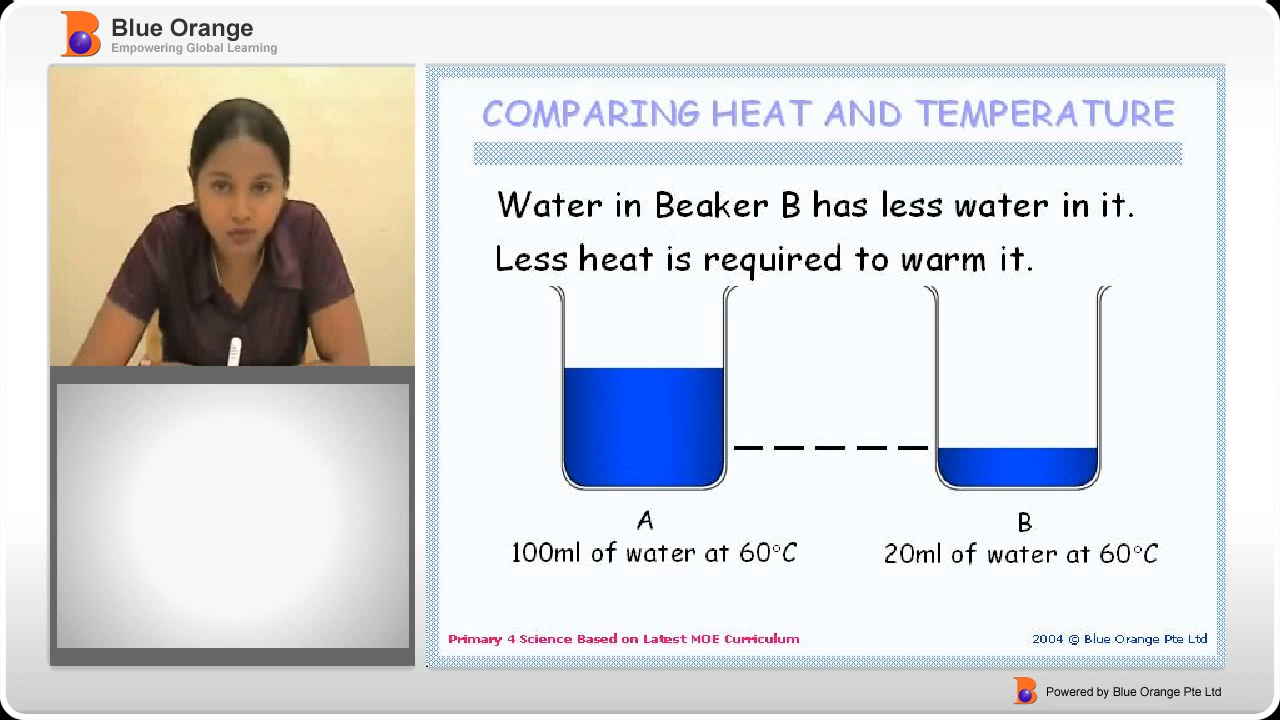 Blue Orange
Empowering Global Learning
COMPARING HEAT AND TEMPERATURE
Water in Beaker B has less water in it.
Less heat is required to warm it.
A
100ml of water at 60°C
B
20ml of water at 60°C
Primary 4 Science Based on Latest MOE Curriculum
2004 © Blue Orange Pte Ltd
Powered by Blue Orange Pte Ltd